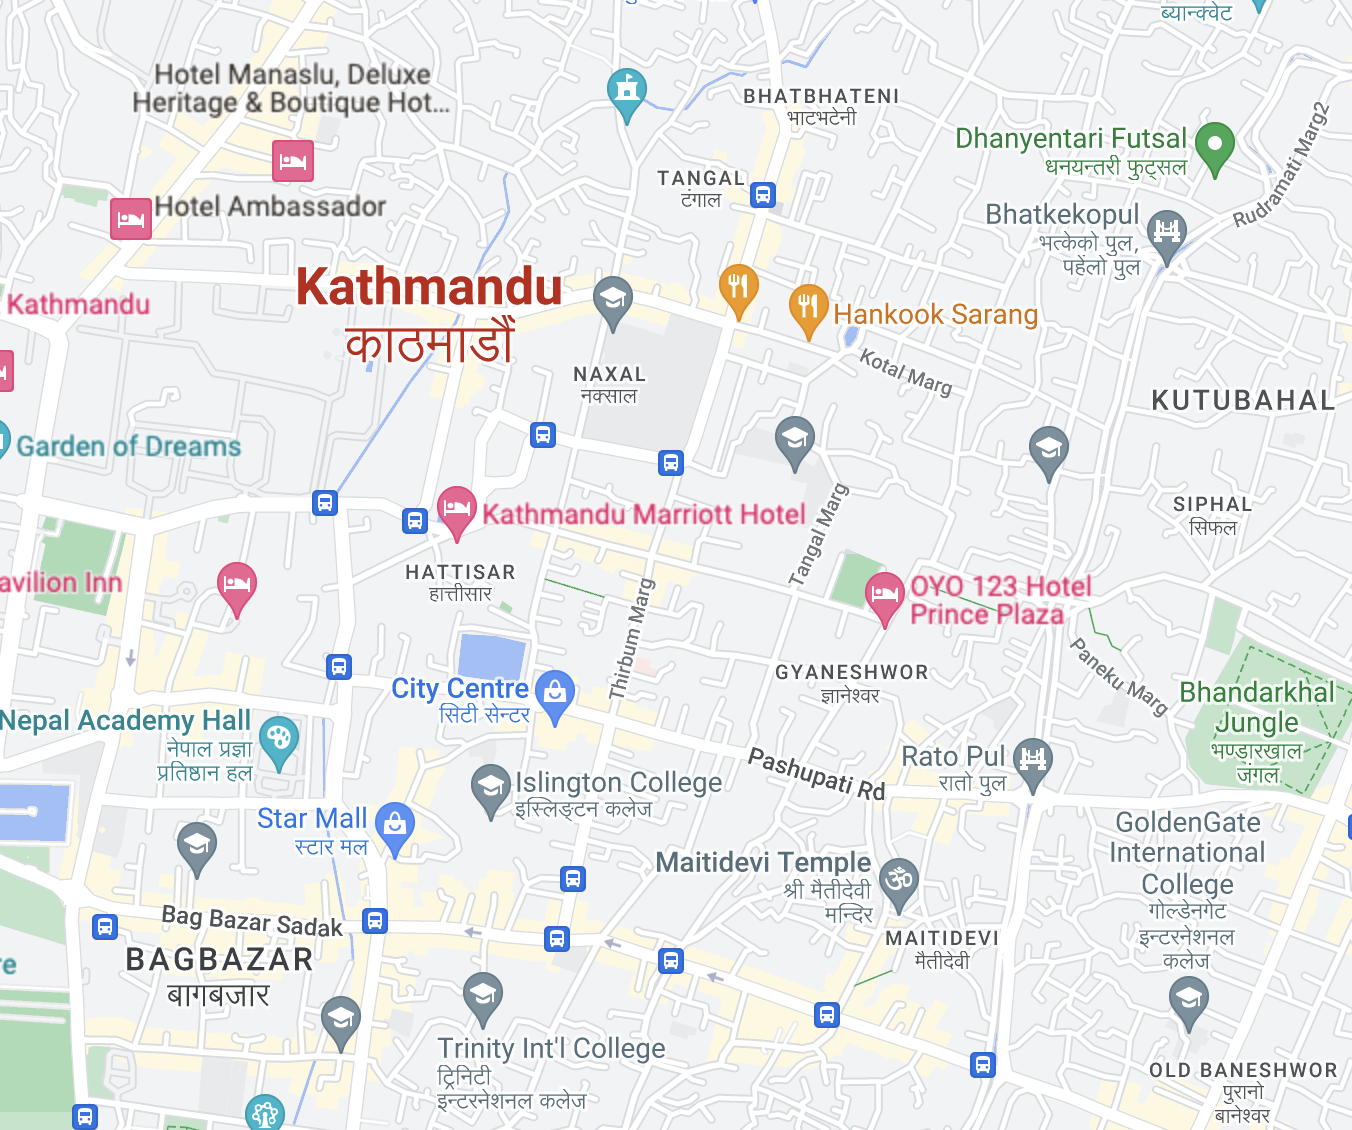 ब्यान्क्वेट
Hotel Manaslu, Deluxe
Heritage & Boutique Hot...
BHATBHATENI
भाटभटेनी
Dhanyentari Futsal
धनयन्तरी फुट्सल
Rudramati Marg2
TANGAL
टंगाल
Hotel Ambassador
Bhatkekopul
भत्केको पुल,
पहेंलो पुल
Kathmandu
काठमाडौं
Kathmandu
Hankook Sarang
Kotal Marg
NAXAL
नक्साल
KUTUBAHAL
Garden of Dreams
Kathmandu Marriott Hotel
Tangal Marg
SIPHAL
सिफल
avilion Inn
HATTISAR
हात्तीसार
OYO 123 Hotel
Prince Plaza
Thirbum Marg
GYANESHWOR
ज्ञानेश्वर
Paneku Marg
City Centre
सिटी सेन्टर
Bhandarkhal
Jungle
भण्डारखाल
जंगल
Nepal Academy Hall
नेपाल प्रज्ञा
प्रतिष्ठान हल
Pashupati Rd
Rato Pul
रातो पुल
Islington College
इस्लिङ्टन कलेज
Star Mall
स्टार मल
GoldenGate
International
College
गोल्डेनगेट
इन्टरनेशनल
कलेज
Maitidevi Temple
श्री मैतीदेवी
मन्दिर
Bag Bazar Sadak
MAITIDEVI
मैतीदेवी
BAGBAZAR
बागबजार
re
Trinity Int'l College
ट्रिनिटी
इन्टरनेशनल कलेज
OLD BANESHWOR
पुरानो
बानेश्वर